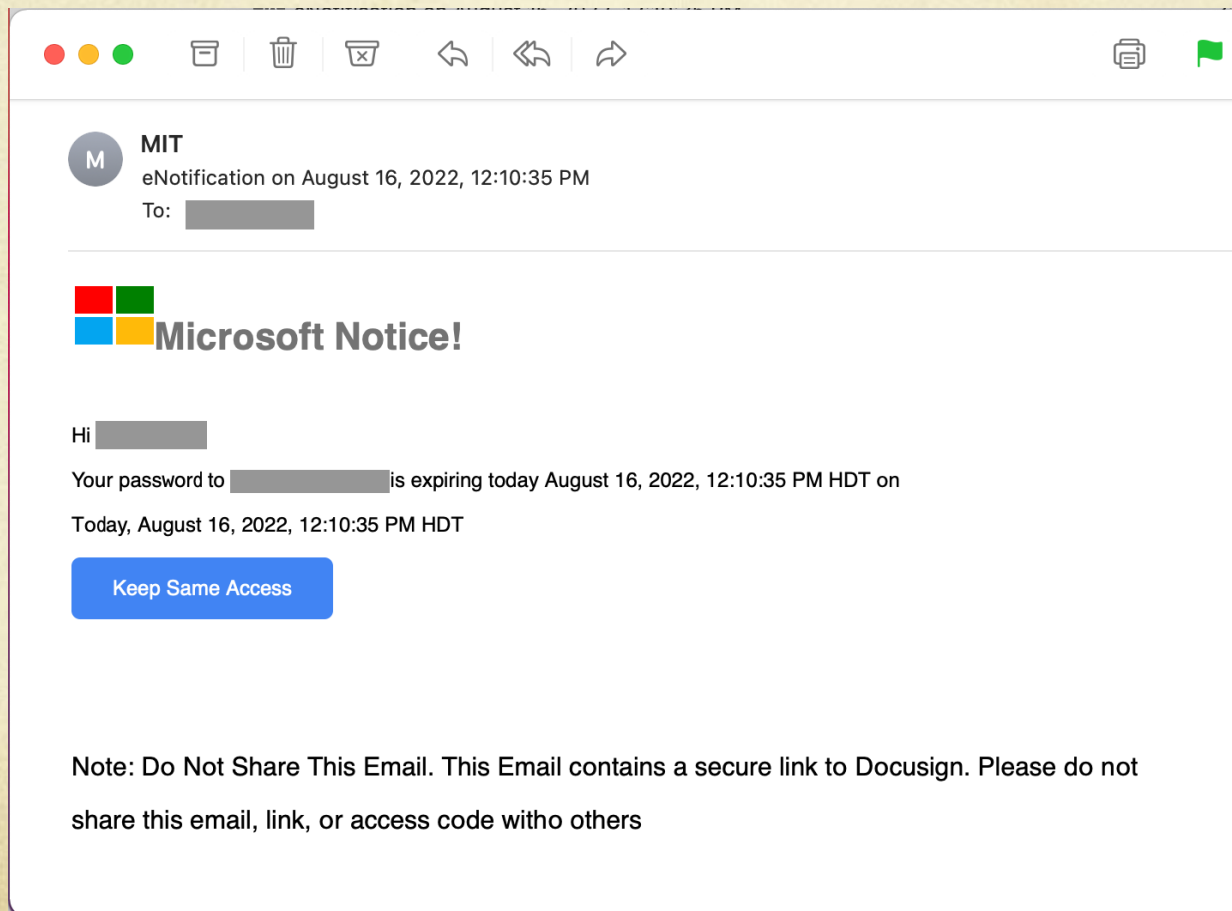 M
MIT
eNotification on August 16, 2022, 12:10:35 PM
To:
Microsoft Notice!
Hi
Your password to is expiring today August 16, 2022, 12:10:35 PM HDT on
Today, August 16, 2022, 12:10:35 PM HDT
Keep Same Access
Note: Do Not Share This Email. This Email contains a secure link to Docusign. Please do not
share this email, link, or access code witho others